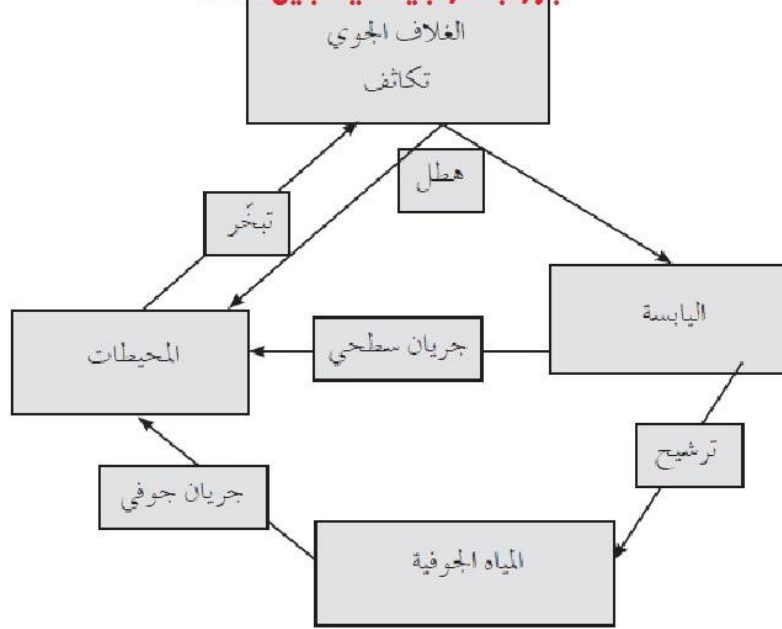 الغلاف الجوي
تكاثف
هطل
تبخّر
اليابسة
جريان سطحي
المحيطات
ترشيح
جريان جوفي
المياه الجوفية